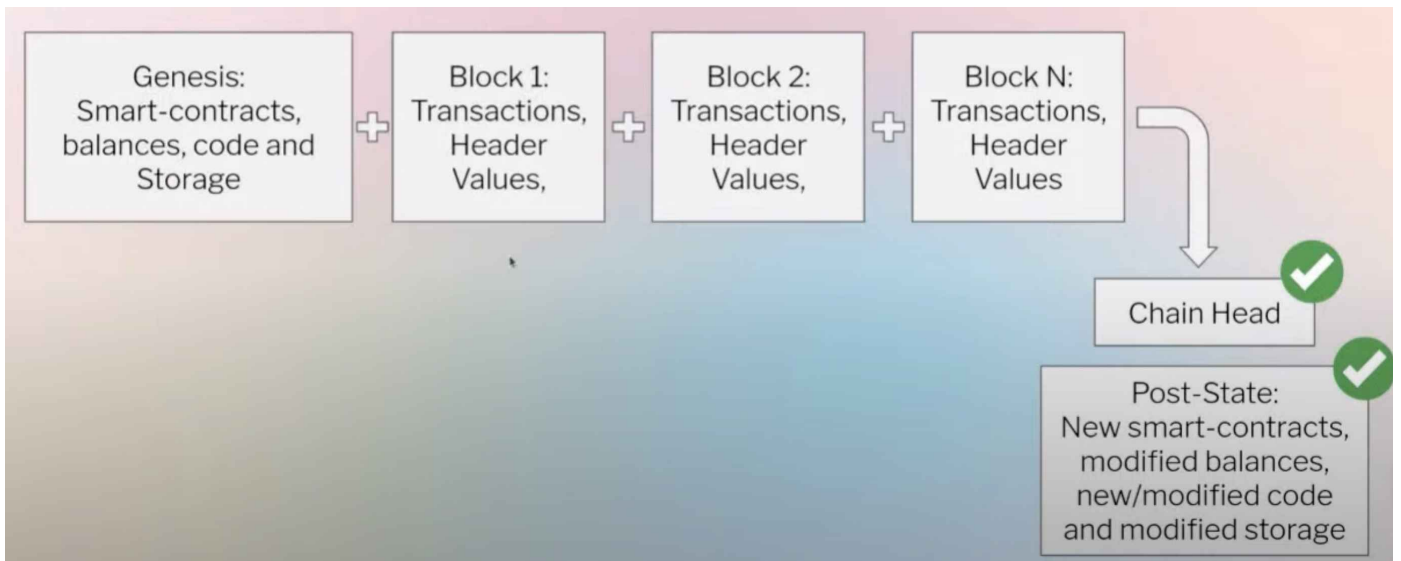 Genesis:
Smart-contracts,
balances, code and
Storage
Block 1:
Transactions,
Header
Values,
Block 2:
Transactions,
Header
Values,
Block N:
Transactions,
Header
Values
Chain Head
Post-State:
New smart-contracts,
modified balances,
new/modified code
and modified storage